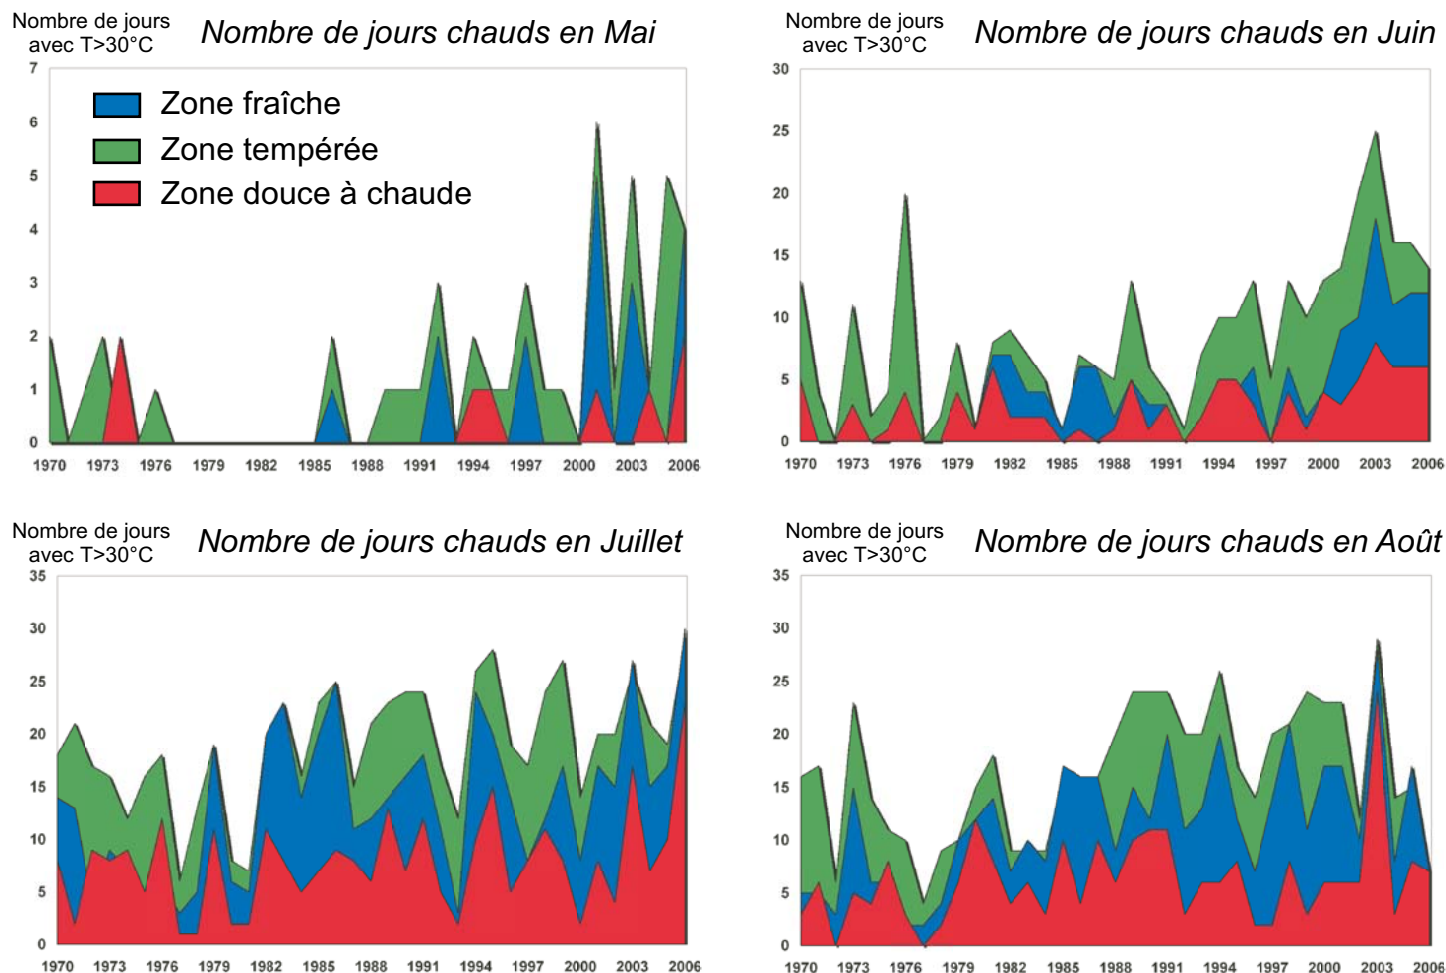 Nombre de jours
avec T>30°C
Nombre de jours chauds en Mai
7
6
5
4
3
2
1
0
Zone fraîche
Zone tempérée
Zone douce à chaude
1970 1973 1976 1979 1982 1985 1988 1991 1994 1997 2000 2003 2006
Nombre de jours
avec T>30°C
Nombre de jours chauds en Juin
30
25
20
15
10
5
0
1970 1973 1976 1979 1982 1985 1988 1991 1994 1997 2000 2003 2006
Nombre de jours
avec T>30°C
Nombre de jours chauds en Juillet
35
30
25
20
15
10
5
0
1970 1973 1976 1979 1982 1985 1988 1991 1994 1997 2000 2003 2006
Nombre de jours
avec T>30°C
Nombre de jours chauds en Août
35
30
25
20
15
10
5
0
1970 1973 1976 1979 1982 1985 1988 1991 1994 1997 2000 2003 2006